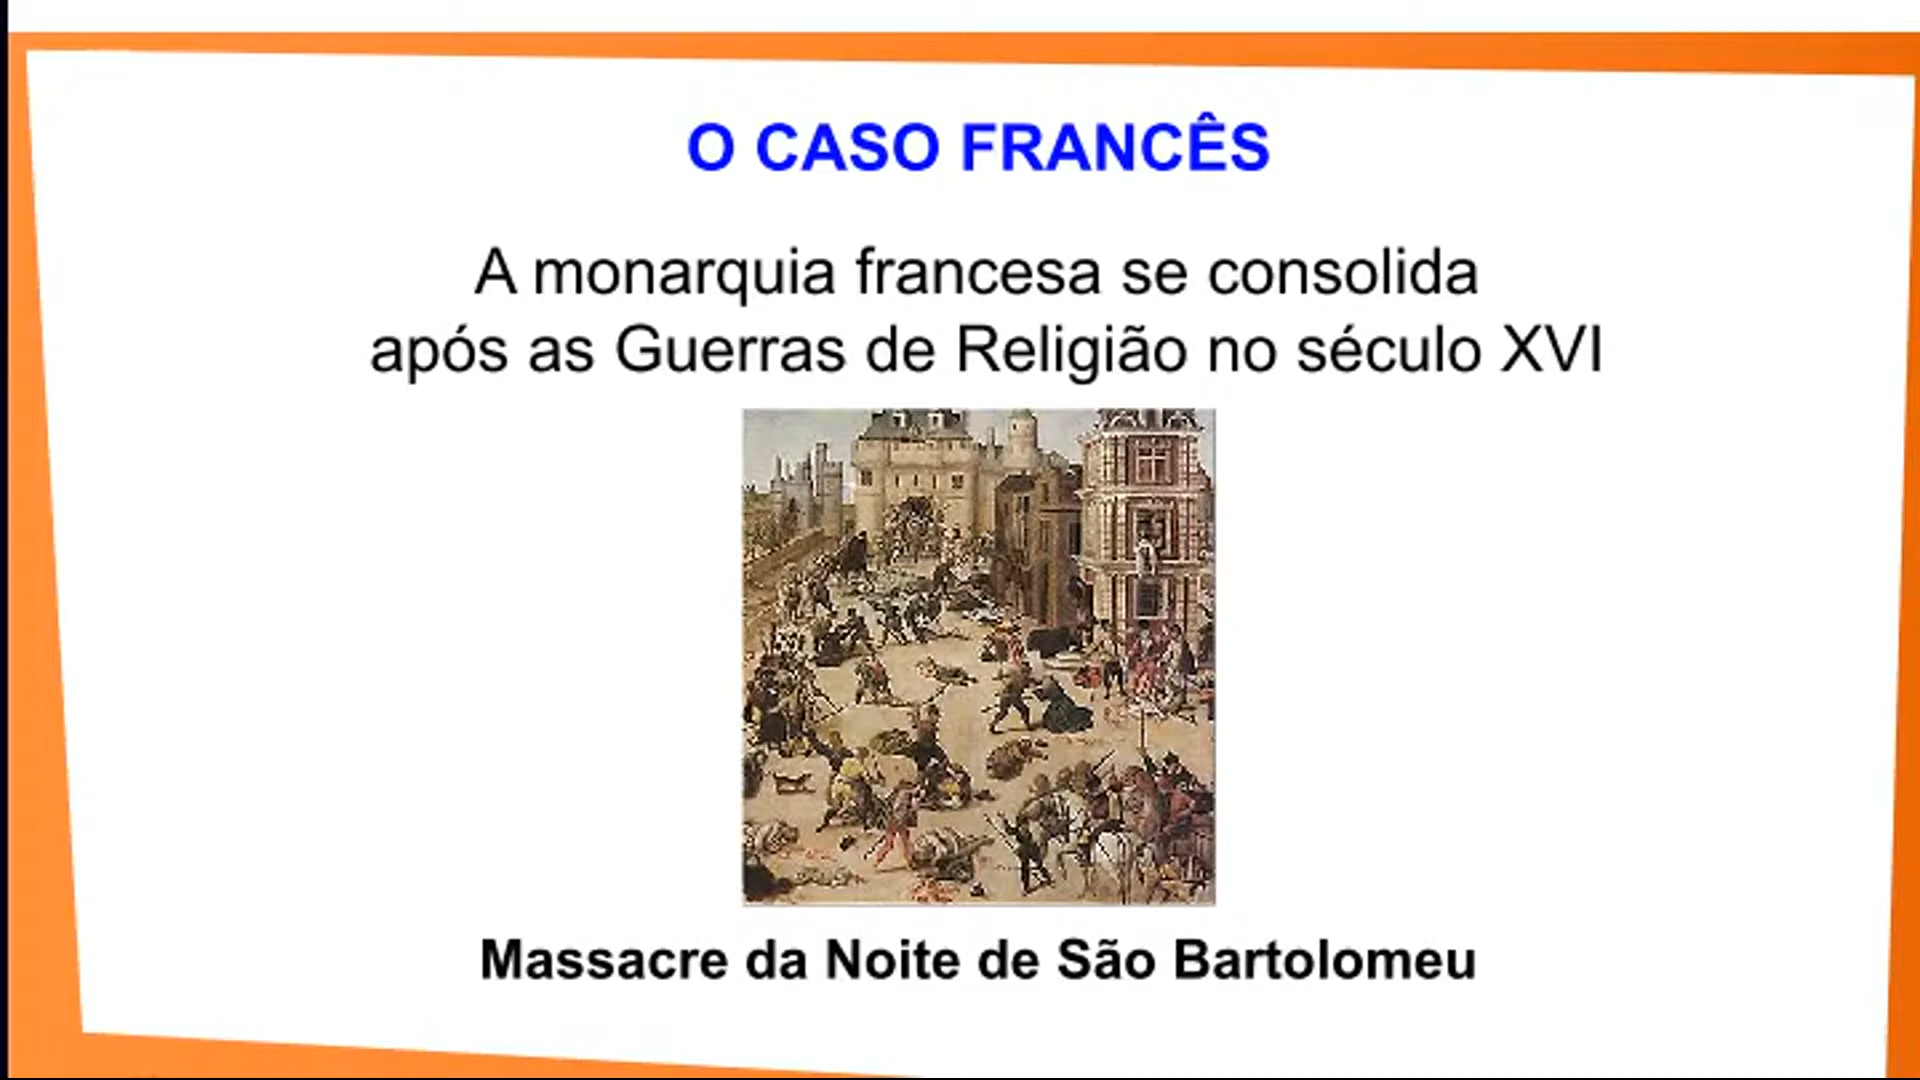 O CASO FRANCÊS
A monarquia francesa se consolida
após as Guerras de Religião no século XVI
Massacre da Noite de São Bartolomeu